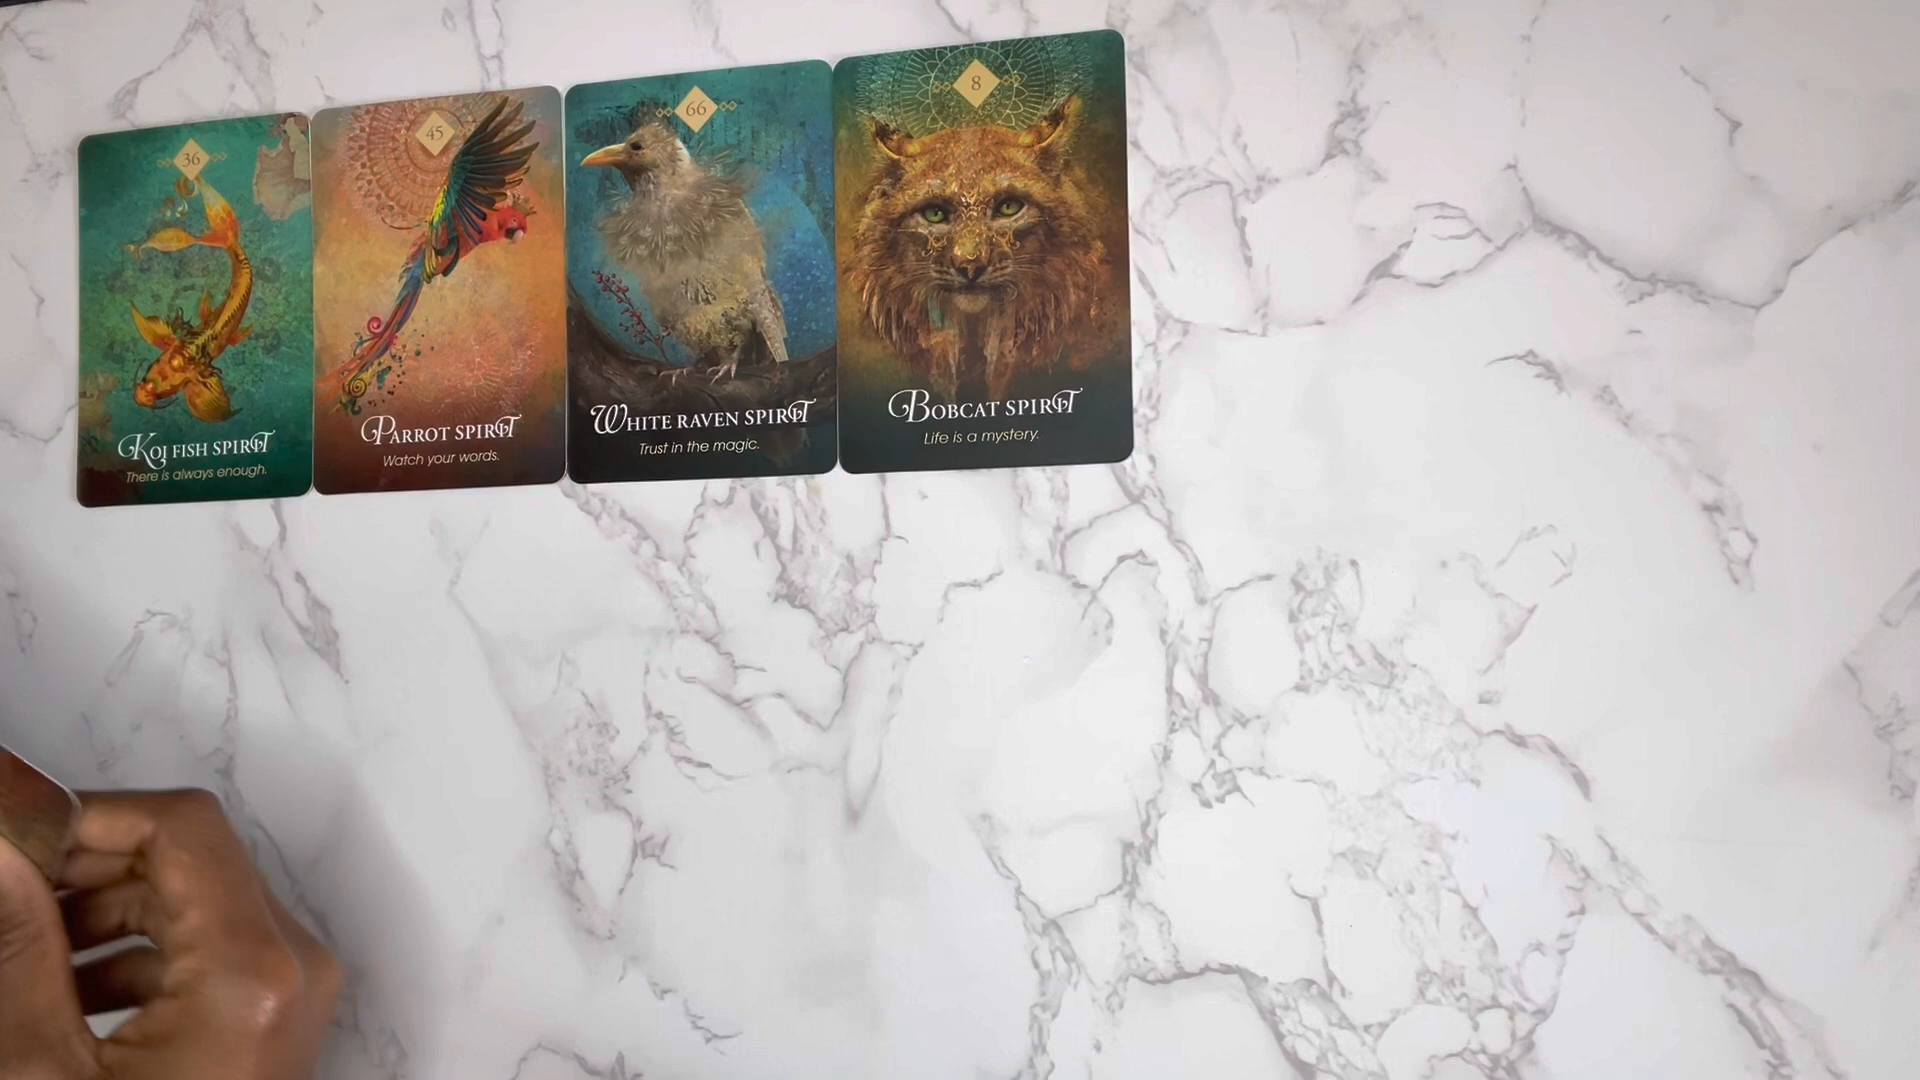 36
KOI FISH SPIRIT
There is always enough.
45
PARROT SPIRIT
Watch your words.
66
WHITE RAVEN SPIRIT
Trust in the magic.
8
BOBCAT SPIRIT
Life is a mystery.